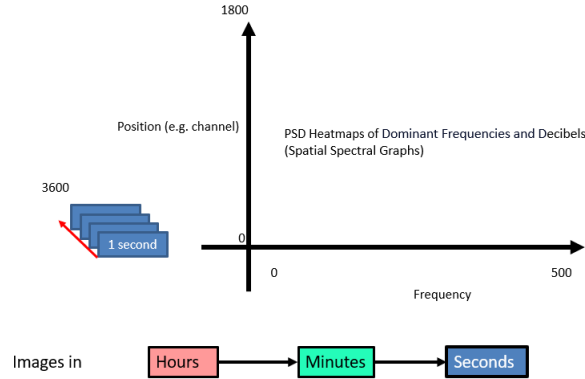 1800
Position (e.g. channel)
PSD Heatmaps of Dominant Frequencies and Decibels
(Spatial Spectral Graphs)
3600
1 second
0
0
500
Frequency
Images in
Hours
Minutes
Seconds